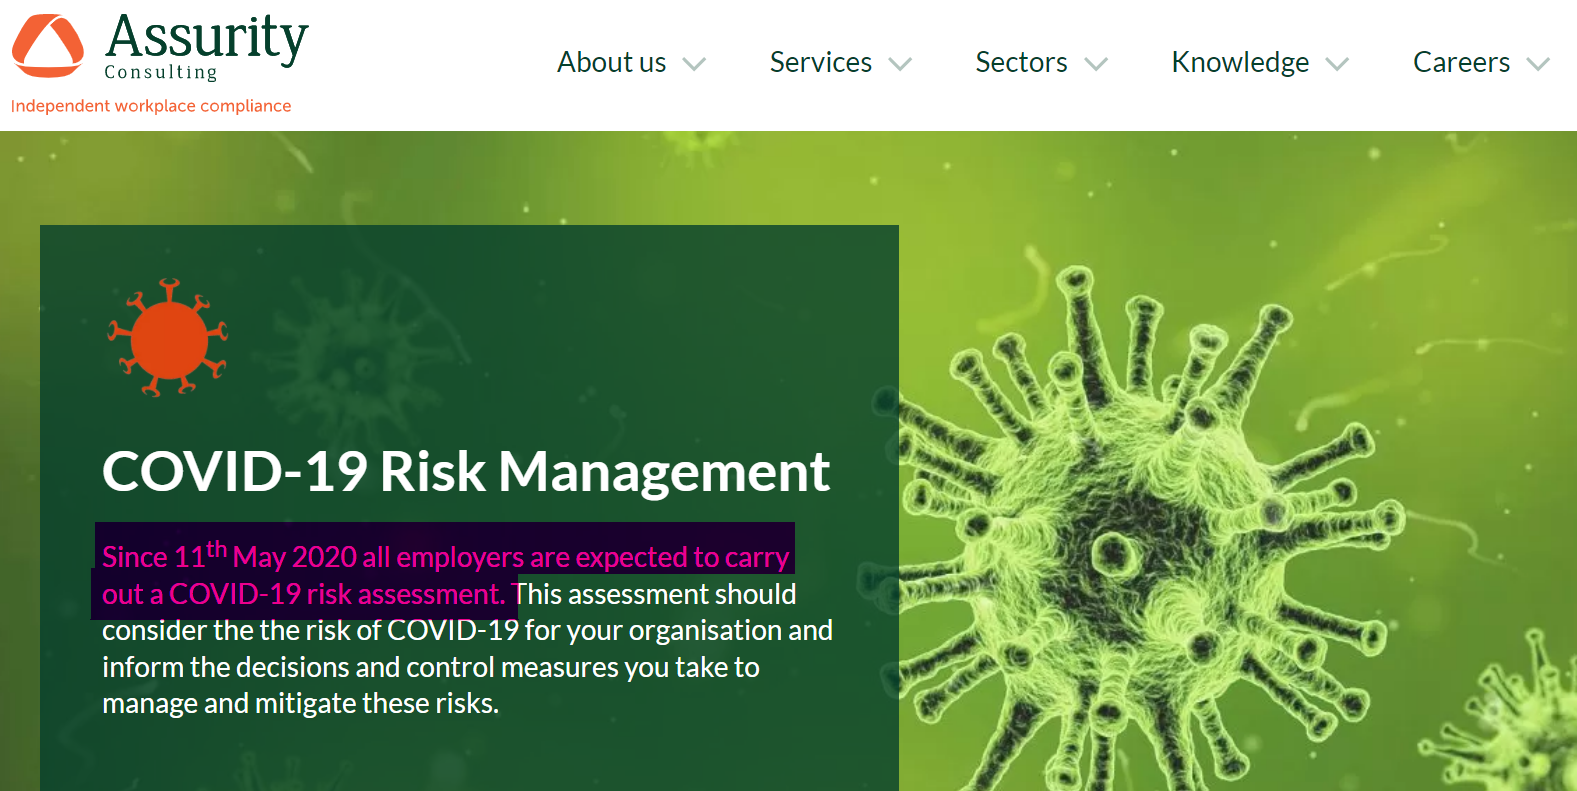 Assurity
Consulting
Independent workplace compliance
About us
Services
Sectors
Knowledge
Careers
COVID-19 Risk Management
Since 11th May 2020 all employers are expected to carry
out a COVID-19 risk assessment. This assessment should
consider the the risk of COVID-19 for your organisation and
inform the decisions and control measures you take to
manage and mitigate these risks.